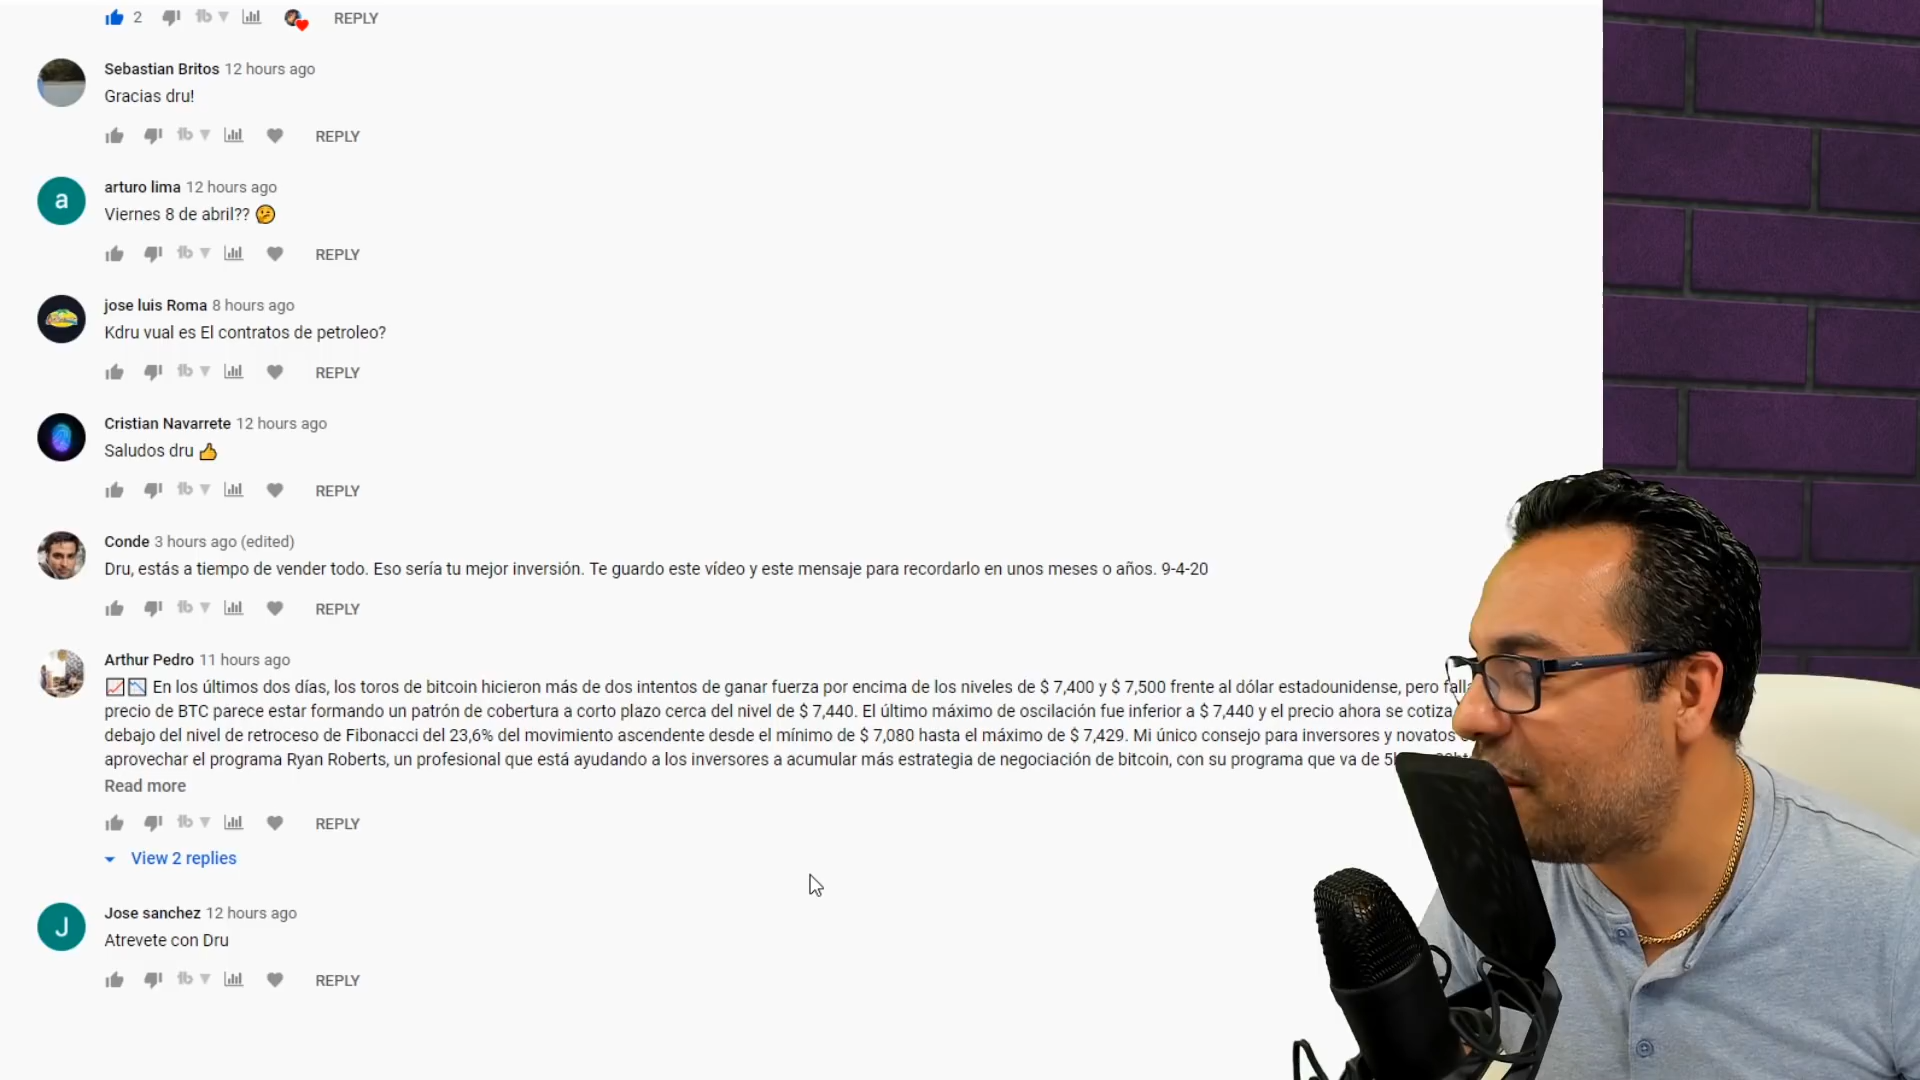 2 REPLY
Sebastian Britos 12 hours ago
Gracias dru!
REPLY
a
arturo lima 12 hours ago
Viernes 8 de abril?? 🤔
REPLY
jose luis Roma 8 hours ago
Kdru vual es El contratos de petroleo?
REPLY
Cristian Navarrete 12 hours ago
Saludos dru 👍
REPLY
Conde 3 hours ago (edited)
Dru, estás a tiempo de vender todo. Eso sería tu mejor inversión. Te guardo este vídeo y este mensaje para recordarlo en unos meses o años. 9-4-20
REPLY
Arthur Pedro 11 hours ago
📈📉 En los últimos dos días, los toros de bitcoin hicieron más de dos intentos de ganar fuerza por encima de los niveles de $ 7,400 y $ 7,500 frente al dólar estadounidense, pero
precio de BTC parece estar formando un patrón de cobertura a corto plazo cerca del nivel de $ 7,440. El último máximo de oscilación fue inferior a $ 7,440 y el precio ahora se cotiza
debajo del nivel de retroceso de Fibonacci del 23,6% del movimiento ascendente desde el mínimo de $ 7,080 hasta el máximo de $ 7,429. Mi único consejo para inversores y novatos
aprovechar el programa Ryan Roberts, un profesional que está ayudando a los inversores a acumular más estrategia de negociación de bitcoin, con su programa que va de
Read more
REPLY
View 2 replies
J
Jose sanchez 12 hours ago
Atrevete con Dru
REPLY